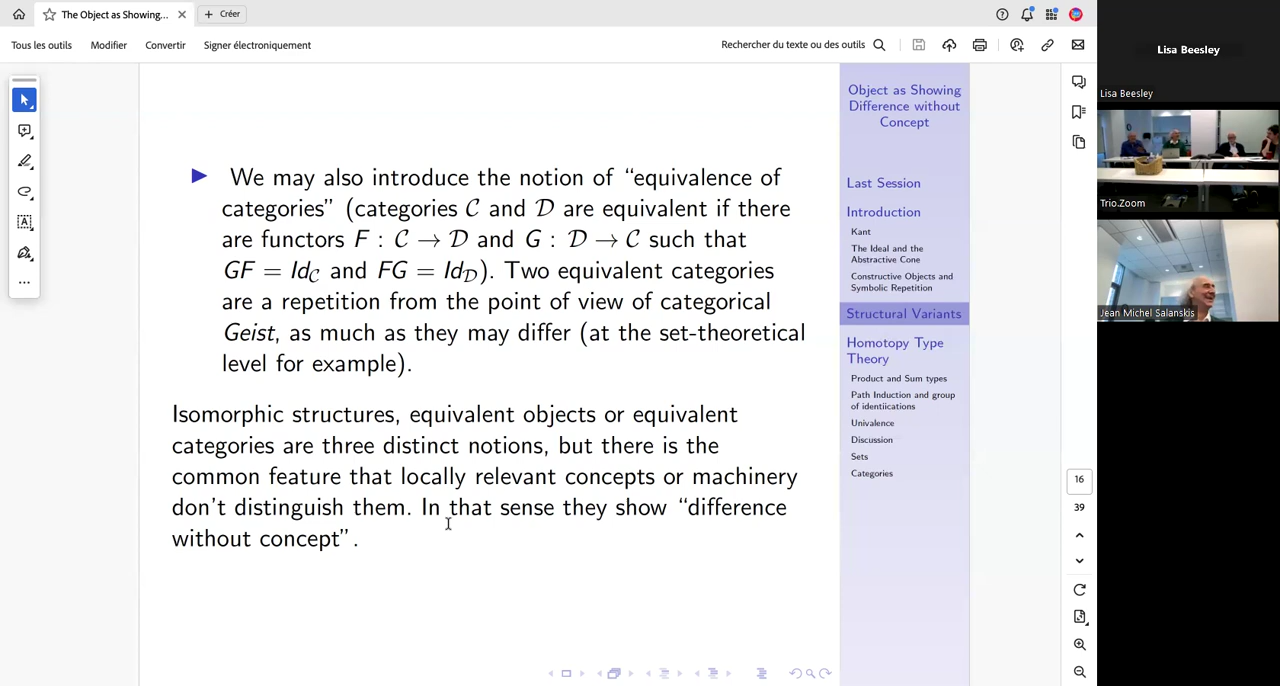 The Object as Showing...
Créer
Tous les outils
Modifier
Convertir
Signer électroniquement
Rechercher du texte ou des outils
We may also introduce the notion of “equivalence of
categories” (categories 𝒞 and 𝒟 are equivalent if there
are functors F : 𝒞 → 𝒟 and G : 𝒟 → 𝒞 such that
GF = Id𝒞 and FG = Id𝒟). Two equivalent categories
are a repetition from the point of view of categorical
Geist, as much as they may differ (at the set-theoretical
level for example).
Isomorphic structures, equivalent objects or equivalent
categories are three distinct notions, but there is the
common feature that locally relevant concepts or machinery
don’t distinguish them. In that sense they show “difference
without concept”.
Object as Showing
Difference without
Concept
Last Session
Introduction
Kant
The Ideal and the
Abstractive Cone
Constructive Objects and
Symbolic Repetition
Structural Variants
Homotopy Type
Theory
Product and Sum types
Path Induction and group
of identiications
Univalence
Discussion
Sets
Categories
16
39
Lisa Beesley
Lisa Beesley
Trio.Zoom
Jean Michel Salanskis